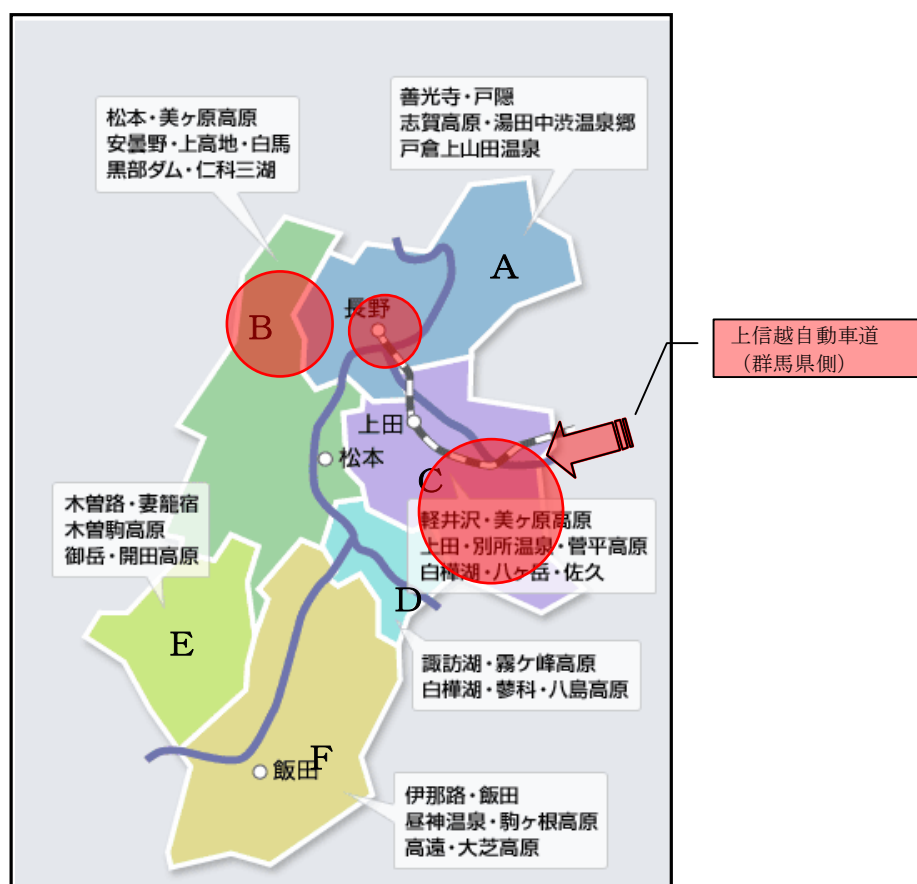 松本・美ヶ原高原
安曇野・上高地・白馬
黒部ダム・仁科三湖
善光寺・戸隠
志賀高原・湯田中渋温泉郷
戸倉上山田温泉
A
長野
B
上信越自動車道
（群馬県側）
上田
松本
C
軽井沢・美ヶ原高原
上田・別所温泉・菅平高原
白樺湖・八ヶ岳・佐久
木曽路・妻籠宿
木曽駒高原
御岳・開田高原
D
E
諏訪湖・霧ケ峰高原
白樺湖・蓼科・八島高原
F
飯田
伊那路・飯田
昼神温泉・駒ヶ根高原
高遠・大芝高原